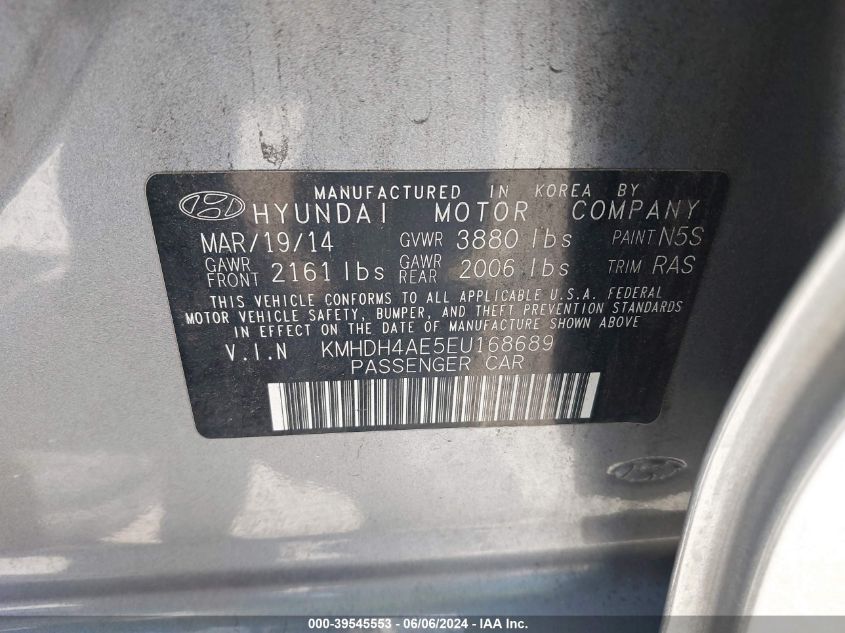 MANUFACTURED IN KOREA BY
HYUNDAI MOTOR COMPANY
MAR/19/14 GVWR 3880 lbs PAINT N5S
GAWR FRONT 2161 lbs GAWR REAR 2006 lbs TRIM RAS
THIS VEHICLE CONFORMS TO ALL APPLICABLE U.S.A. FEDERAL
MOTOR VEHICLE SAFETY, BUMPER, AND THEFT PREVENTION STANDARDS
IN EFFECT ON THE DATE OF MANUFACTURE SHOWN ABOVE
V.I.N KMHDH4AE5EU168689
PASSENGER CAR
000-39545553 - 06/06/2024 - IAA Inc.